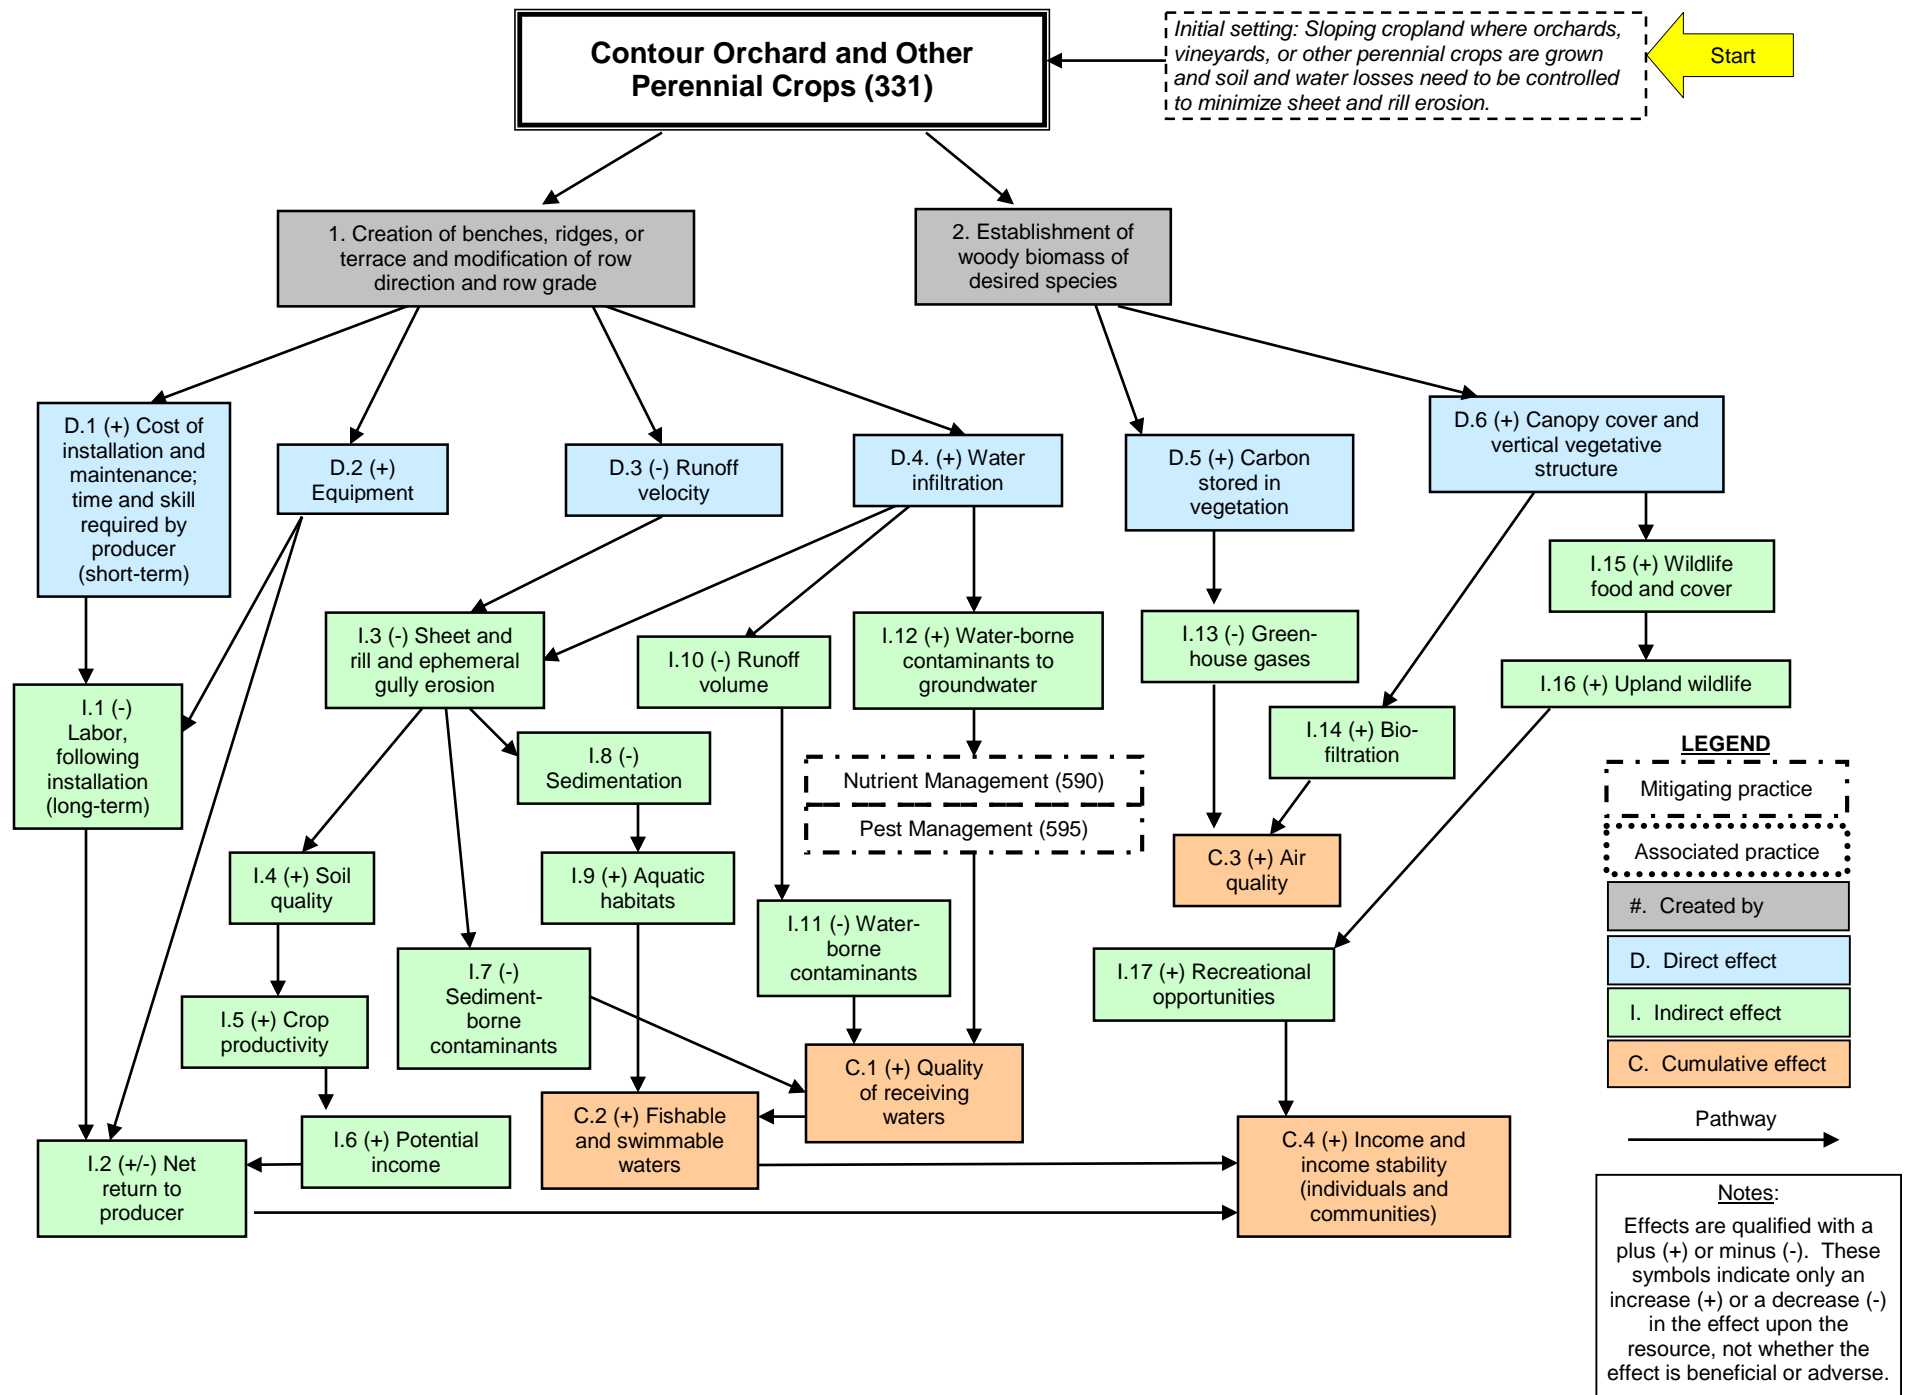 Contour Orchard and Other
Perennial Crops (331)
Initial setting: Sloping cropland where orchards,
vineyards, or other perennial crops are grown
and soil and water losses need to be controlled
to minimize sheet and rill erosion.
Start
1. Creation of benches, ridges, or
terrace and modification of row
direction and row grade
2. Establishment of
woody biomass of
desired species
D.1 (+) Cost of
installation and
maintenance;
time and skill
required by
producer
(short-term)
D.2 (+)
Equipment
D.3 (-) Runoff
velocity
D.4. (+) Water
infiltration
D.5 (+) Carbon
stored in
vegetation
D.6 (+) Canopy cover and
vertical vegetative
structure
I.15 (+) Wildlife
food and cover
I.3 (-) Sheet and
rill and ephemeral
gully erosion
I.10 (-) Runoff
volume
I.12 (+) Water-borne
contaminants to
groundwater
I.13 (-) Green-
house gases
I.16 (+) Upland wildlife
I.1 (-)
Labor,
following
installation
(long-term)
I.8 (-)
Sedimentation
Nutrient Management (590)
Pest Management (595)
I.14 (+) Bio-
filtration
I.4 (+) Soil
quality
I.9 (+) Aquatic
habitats
C.3 (+) Air
quality
I.7 (-)
Sediment-
borne
contaminants
I.11 (-) Water-
borne
contaminants
I.17 (+) Recreational
opportunities
I.5 (+) Crop
productivity
C.1 (+) Quality
of receiving
waters
C.2 (+) Fishable
and swimmable
waters
I.6 (+) Potential
income
I.2 (+/-) Net
return to
producer
C.4 (+) Income and
income stability
(individuals and
communities)
LEGEND
Mitigating practice
Associated practice
#. Created by
D. Direct effect
I. Indirect effect
C. Cumulative effect
Pathway
Notes:
Effects are qualified with a
plus (+) or minus (-). These
symbols indicate only an
increase (+) or a decrease (-)
in the effect upon the
resource, not whether the
effect is beneficial or adverse.